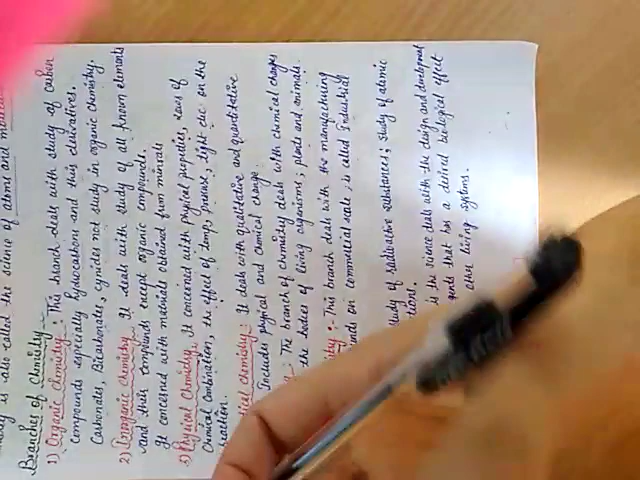 is also called the science of atoms and
Branches of Chemistry :-
1) Organic Chemistry - This branch deals with study of carbon
compounds especially hydrocarbons and their derivatives.
Carbonates, Bicarbonates, cynides not study in organic chemistry.
2) Inorganic Chemistry It deals with study of all known elements
and their compounds except organic compounds.
It concerned with materials obtained from minerals
3) Physical Chemistry. It concerned with Physical properties, laws of
Chemical Combination, the effect of temp, pressure, light etc on the
reaction.
chemistry:- It deals with qualitative and quantitative
Includes physical and chemical change.
The branch of chemistry deals with chemical changes
the bodies of living organisms; plants and animals.
:- This branch deals with the manufacturing
on commercial scale, is called Industrial
study of radioactive substances; study of atomic
is the science deals with the design and development
that has a desired biological effect
living systems.